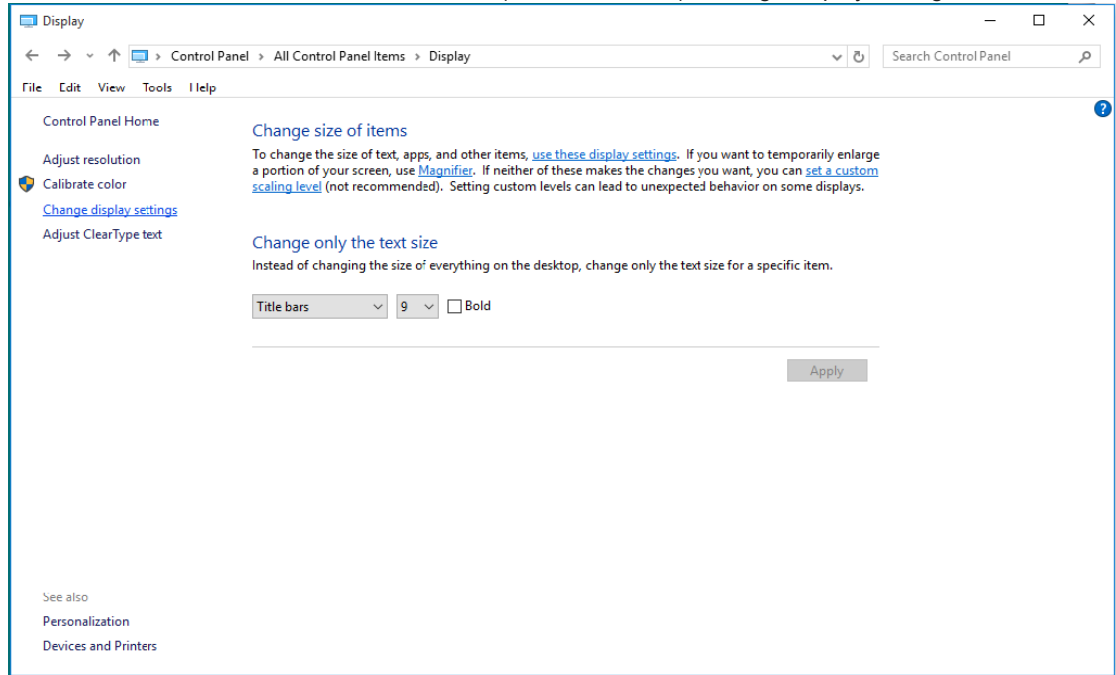 Display
Control Panel > All Control Panel Items > Display
Search Control Panel
File Edit View Tools Help
Control Panel Home
Adjust resolution
Calibrate color
Change display settings
Adjust ClearType text
Change size of items
To change the size of text, apps, and other items, use these display settings. If you want to temporarily enlarge
a portion of your screen, use Magnifier. If neither of these makes the changes you want, you can set a custom
scaling level (not recommended). Setting custom levels can lead to unexpected behavior on some displays.
Change only the text size
Instead of changing the size of everything on the desktop, change only the text size for a specific item.
Title bars 9 Bold
Apply
See also
Personalization
Devices and Printers